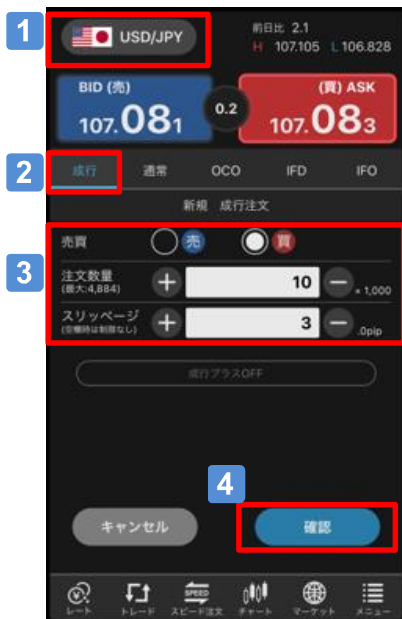 1
USD/JPY
前日比 2.1
H 107.105 L 106.828
BID (売)
(買) ASK
107.081
0.2
107.083
2
成行 通常 OCO IFD IFO
新規 成行注文
3
売買 売 買
注文数量
(最大:4,884)
+ 10 − × 1,000
スリッページ
(空欄時は制限なし)
+ 3 − .0pip
成行プラスOFF
4
キャンセル 確認
SPEED
レート トレード スピード注文 チャート マーケット メニュー